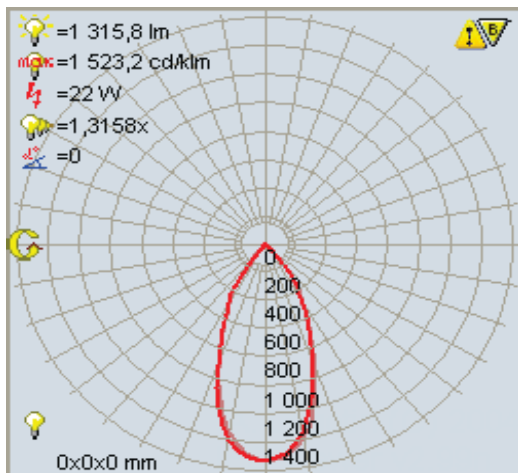 =1 315,8 lm
max =1 523,2 cd/klm
=22 W
=1,3158x
=0
B
0
200
400
600
800
1 000
1 200
1 400
0x0x0 mm